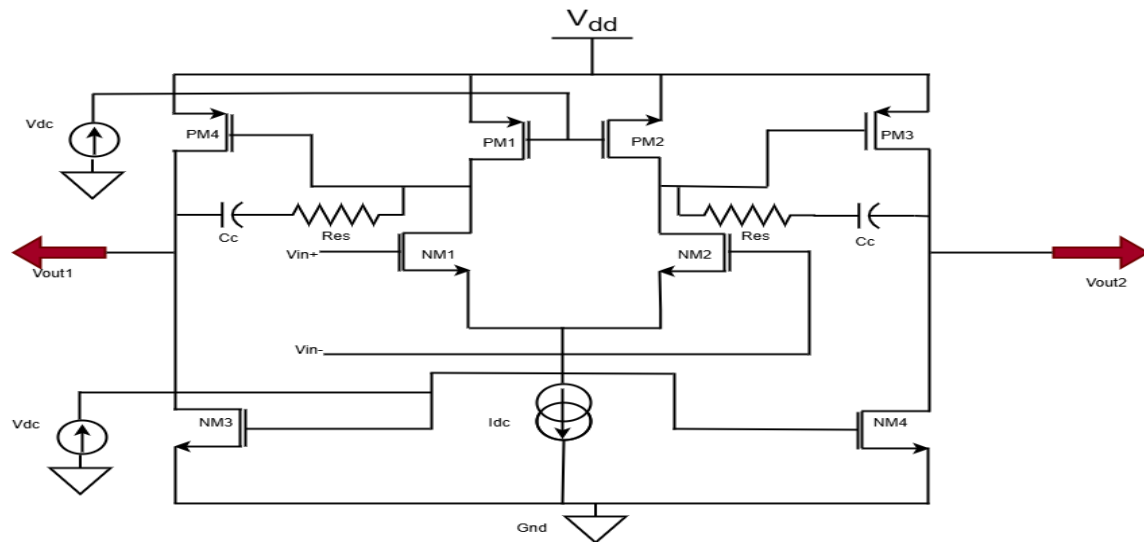 Vdd
Vdc
PM4
PM1
PM2
PM3
Cc
Res
Res
Cc
Vin+
NM1
NM2
Vout1
Vout2
Vin-
Vdc
NM3
Idc
NM4
Gnd